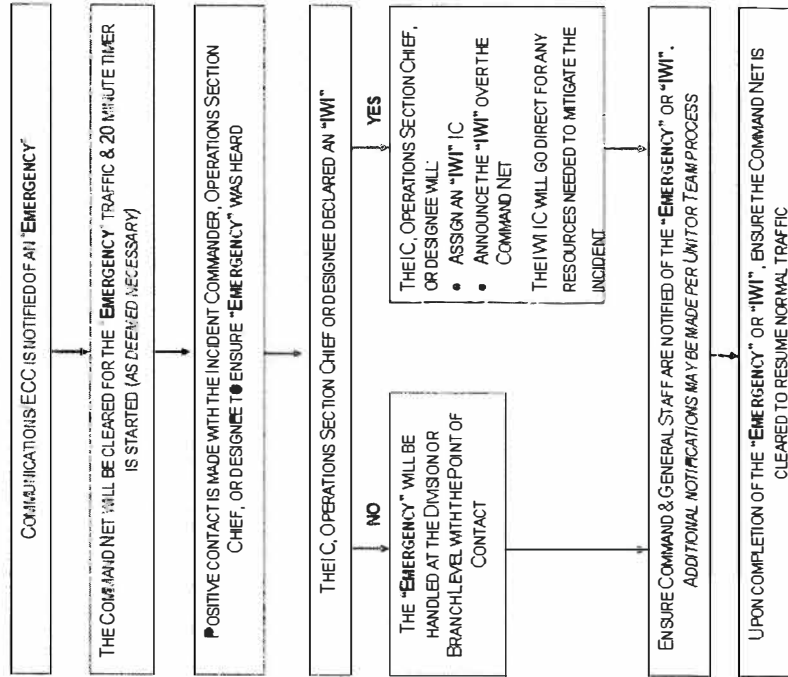 COMMUNICATIONS/ECC IS NOTIFIED OF AN "EMERGENCY"
THE COMMAND NET WILL BE CLEARED FOR THE "EMERGENCY" TRAFFIC & 20 MINUTE TIMER
IS STARTED (AS DEEMED NECESSARY)
POSITIVE CONTACT IS MADE WITH THE INCIDENT COMMANDER, OPERATIONS SECTION
CHIEF, OR DESIGNEE TO ENSURE "EMERGENCY" WAS HEARD
THE IC, OPERATIONS SECTION CHIEF OR DESIGNEE DECLARED AN "IWI"
NO
THE "EMERGENCY" WILL BE
HANDLED AT THE DIVISION OR
BRANCH LEVEL WITH THE POINT OF
CONTACT
YES
THE IC, OPERATIONS SECTION CHIEF,
OR DESIGNEE WILL:
• ASSIGN AN "IWI" IC
• ANNOUNCE THE "IWI" OVER THE
COMMAND NET
THE IWI IC WILL GO DIRECT FOR ANY
RESOURCES NEEDED TO MITIGATE THE
INCIDENT
ENSURE COMMAND & GENERAL STAFF ARE NOTIFIED OF THE "EMERGENCY" OR "IWI".
ADDITIONAL NOTIFICATIONS MAY BE MADE PER UNIT OR TEAM PROCESS
UPON COMPLETION OF THE "EMERGENCY" OR "IWI", ENSURE THE COMMAND NET IS
CLEARED TO RESUME NORMAL TRAFFIC